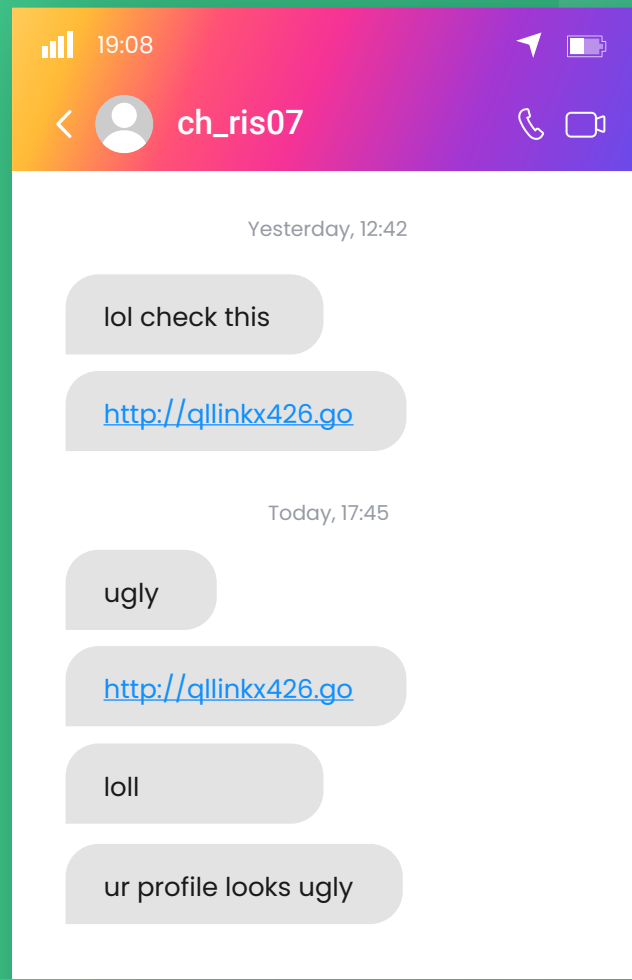 19:08
ch_ris07
Yesterday, 12:42
lol check this
http://qllinkx426.go
Today, 17:45
ugly
http://qllinkx426.go
loll
ur profile looks ugly